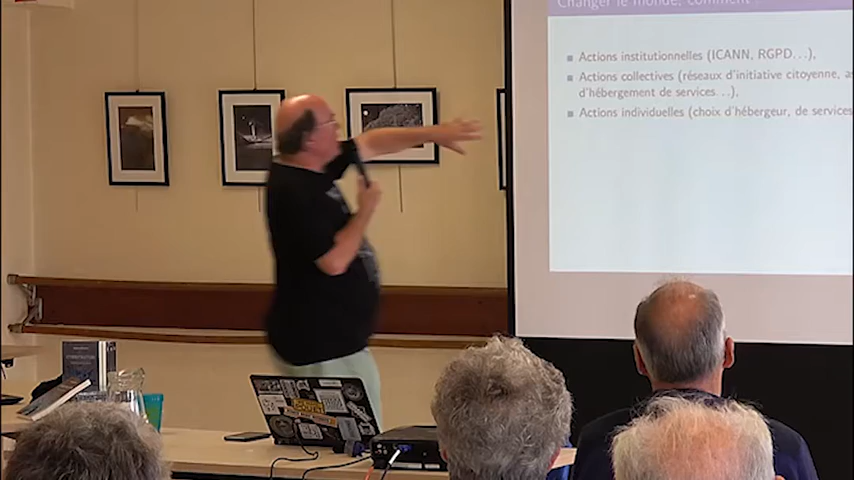 Changer le monde, comment
Actions institutionnelles (ICANN, RGPD...),
Actions collectives (réseaux d'initiative citoyenne, as
d'hébergement de services ...),
Actions individuelles (choix d'hébergeur, de services